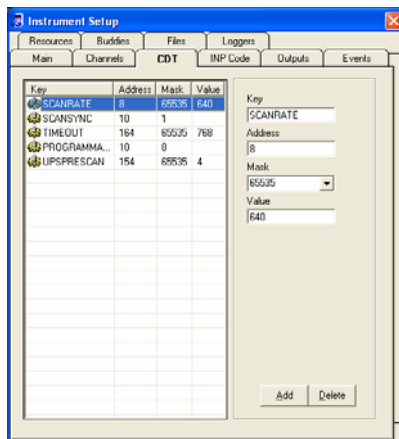 Instrument Setup
Resources Buddies Files Loggers
Main Channels CDT INP Code Outputs Events
Key Address Mask Value
SCANRATE 8 65535 640
SCANSYNC 10 1
TIMEOUT 164 65535 768
PROGRAMMA... 10 8
UPSPRESCAN 154 65535 4
Key
SCANRATE
Address
8
Mask
65535
Value
640
Add Delete